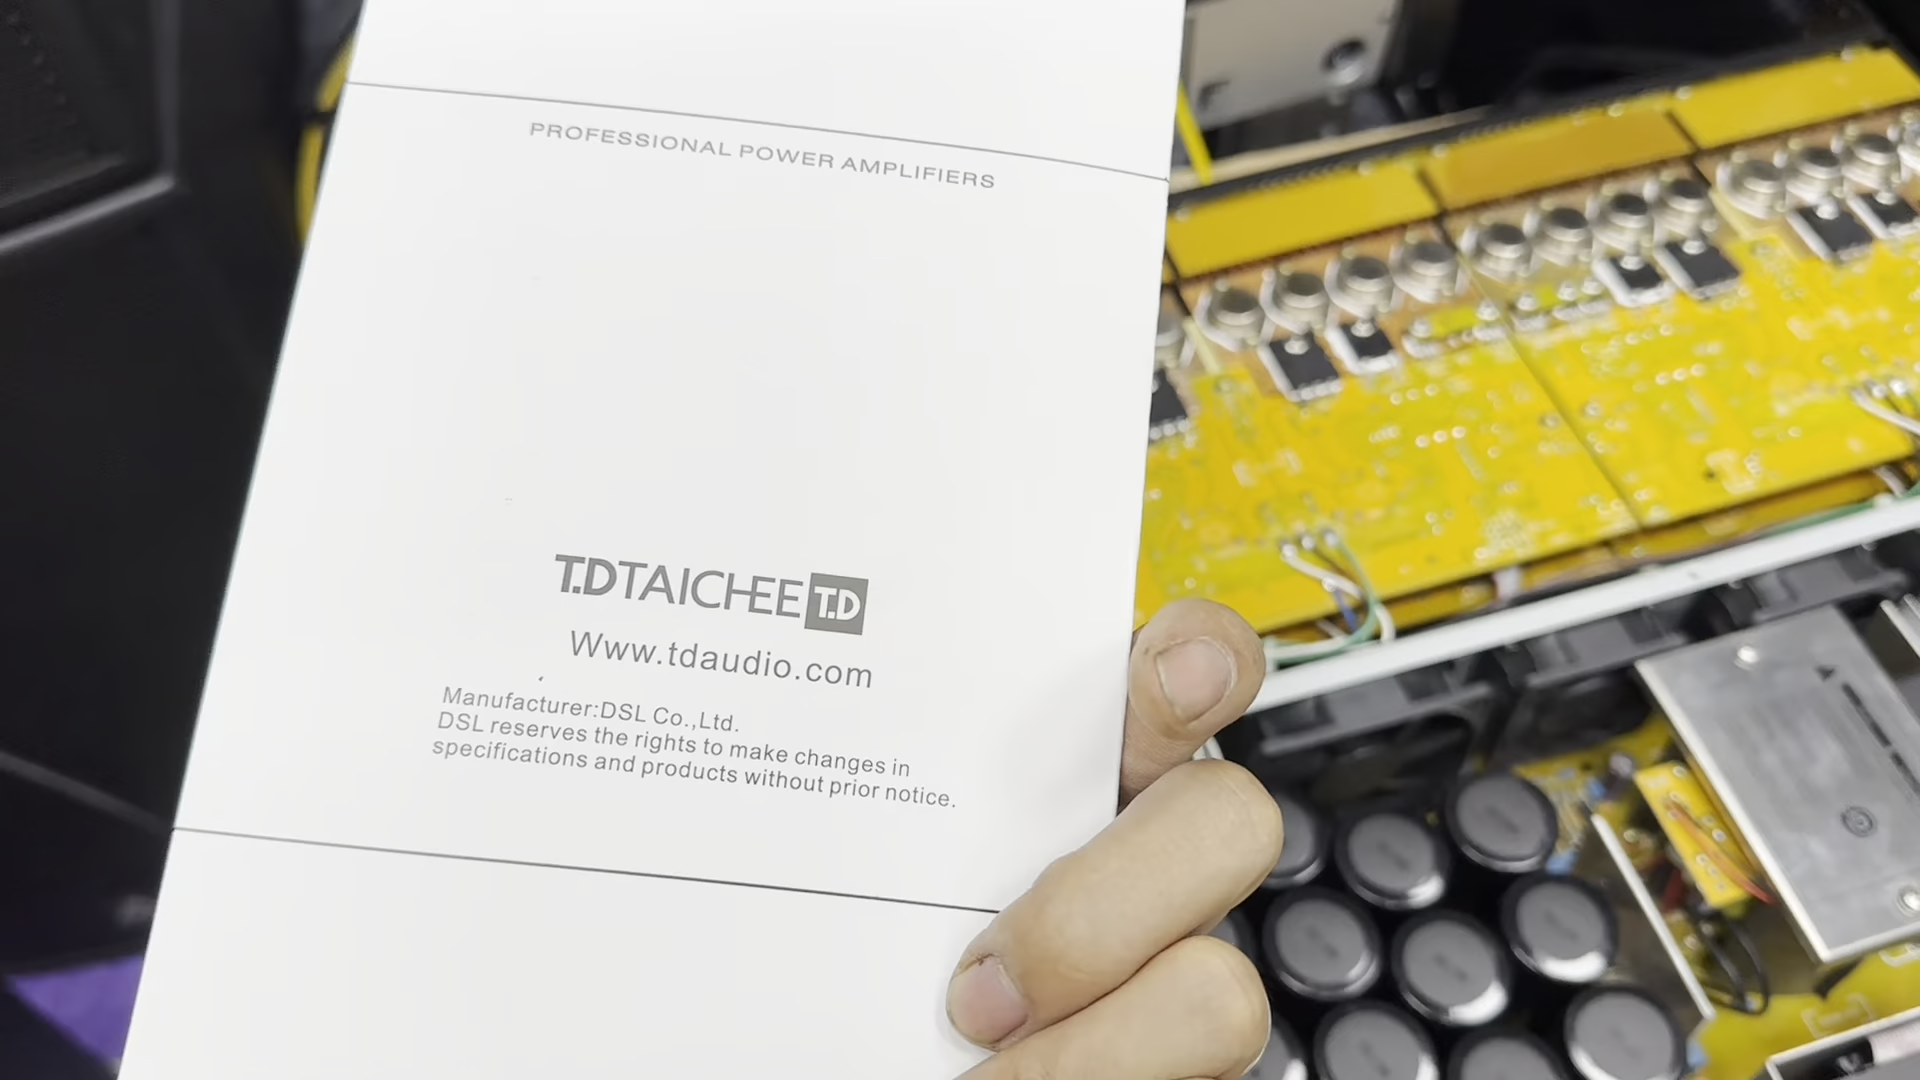 PROFESSIONAL POWER AMPLIFIERS
T.DTAICHEE T.D
Www.tdaudio.com
Manufacturer:DSL Co.,Ltd.
DSL reserves the rights to make changes in
specifications and products without prior notice.